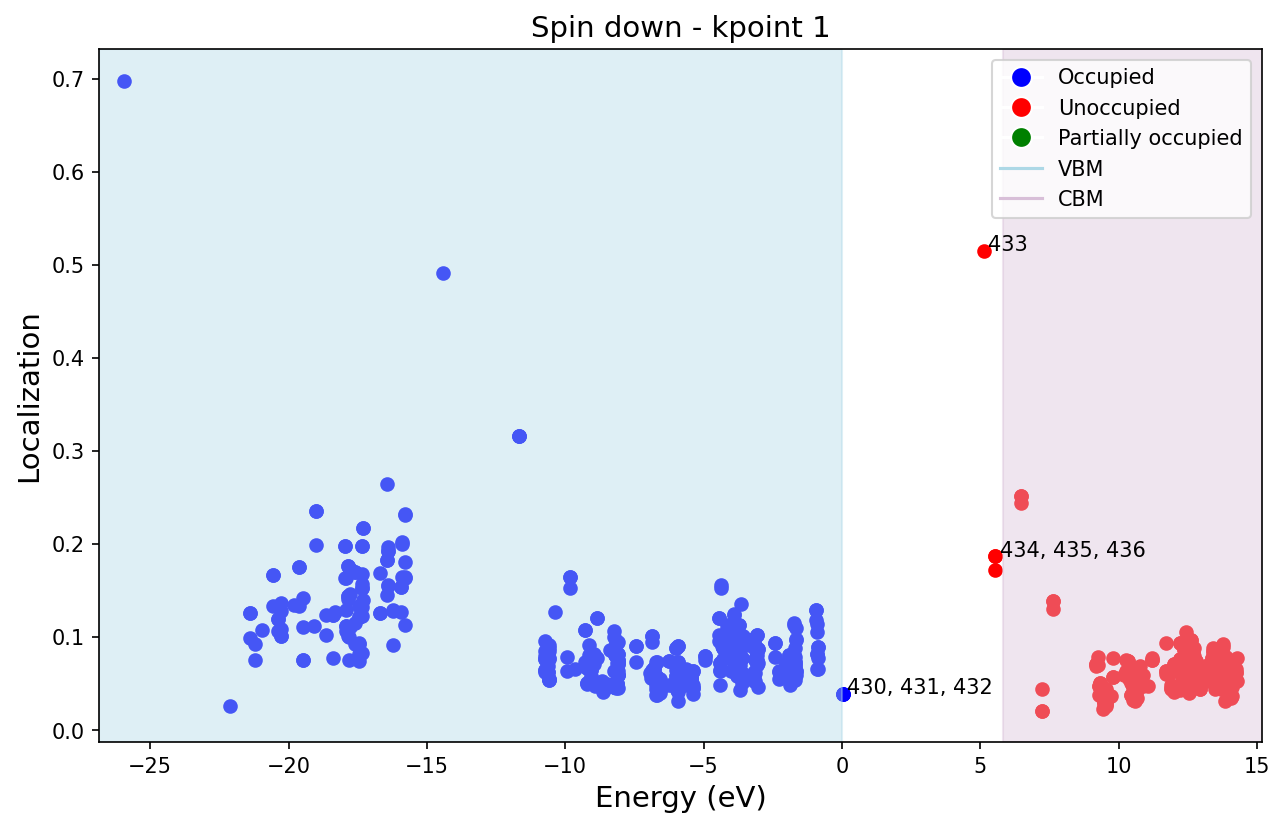 Spin down - kpoint 1
Localization
0.7
0.6
0.5
0.4
0.3
0.2
0.1
0.0
Occupied
Unoccupied
Partially occupied
VBM
CBM
433
434, 435, 436
430, 431, 432
−25
−20
−15
−10
−5
0
5
10
15
Energy (eV)